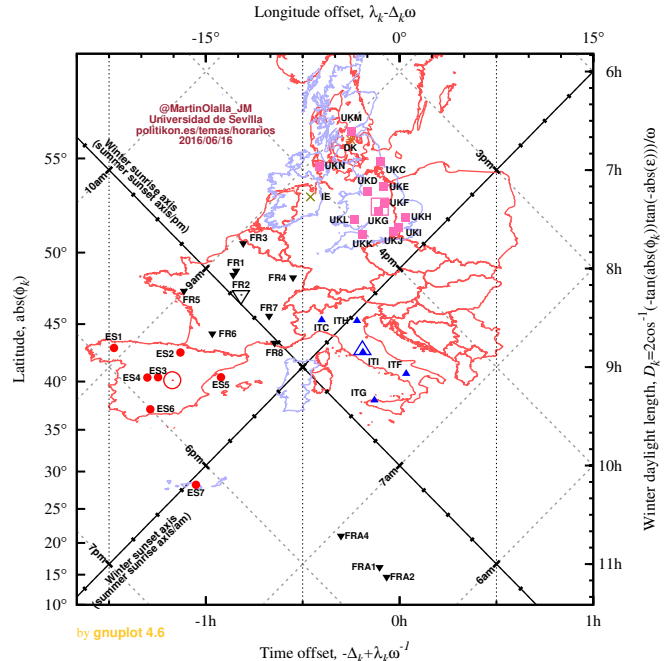 Longitude offset, λk-Δkω
-15° 0° 15°
@MartinOlalla_JM
Universidad de Sevilla
politikon.es/temas/horarios
2016/06/16
Winter sunrise axis
(summer sunset axis/pm)
10am
9am
3pm
4pm
6pm
7pm
7am
6am
Winter sunset axis
(summer sunrise axis/am)
UKM
DK
UKN
UKC
UKD
UKE
IE
UKF
UKL
UKG
UKH
UKK
UKJ
UKI
FR3
FR1
FR2
FR4
FR5
FR7
FR6
FR8
ITC
ITH
ITI
ITF
ITG
ES1
ES2
ES3
ES4
ES5
ES6
ES7
FRA4
FRA1
FRA2
Latitude, abs(ϕk)
55°
50°
45°
40°
35°
30°
25°
20°
15°
10°
6h
7h
8h
9h
10h
11h
Winter daylight length, Dk=2cos-1(-tan(abs(ϕk))tan(-abs(ε)))/ω
-1h 0h 1h
by gnuplot 4.6
Time offset, -Δk+λkω-1